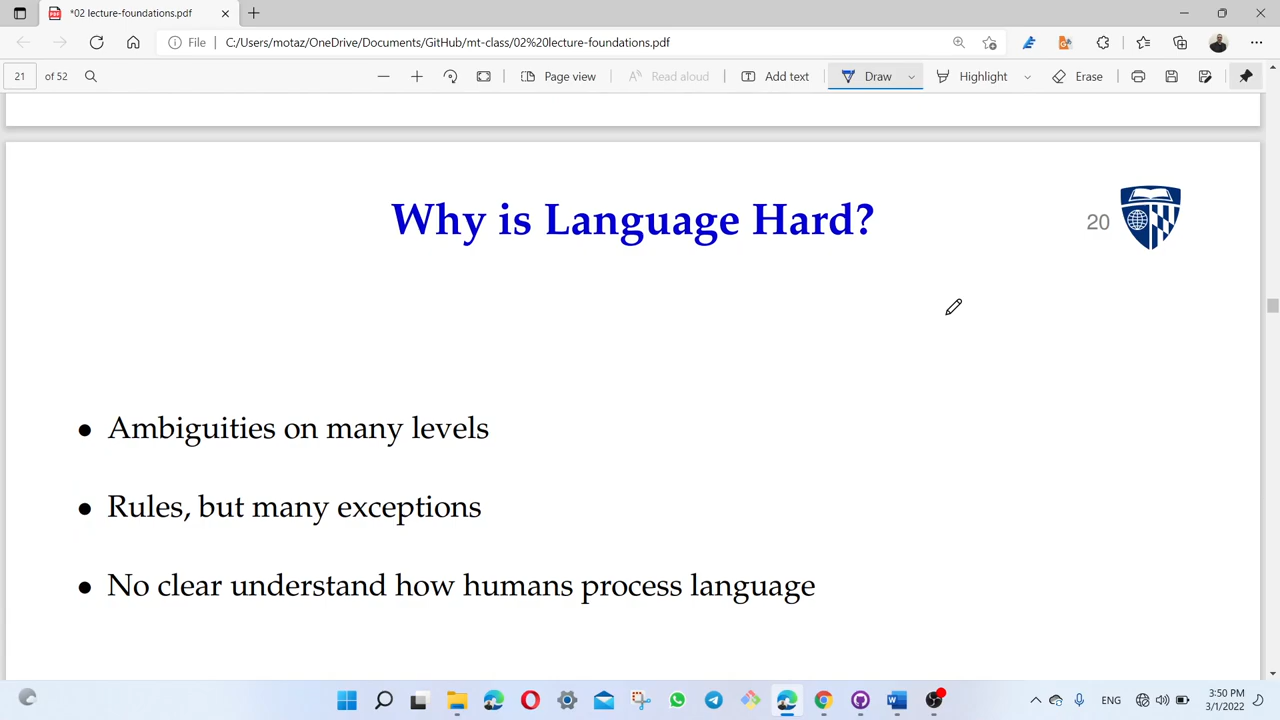 *02 lecture-foundations.pdf
File C:/Users/motaz/OneDrive/Documents/GitHub/mt-class/02%20lecture-foundations.pdf
21 of 52 Page view Read aloud Add text Draw Highlight Erase
Why is Language Hard?
20
• Ambiguities on many levels
• Rules, but many exceptions
• No clear understand how humans process language
ENG
3:50 PM
3/1/2022